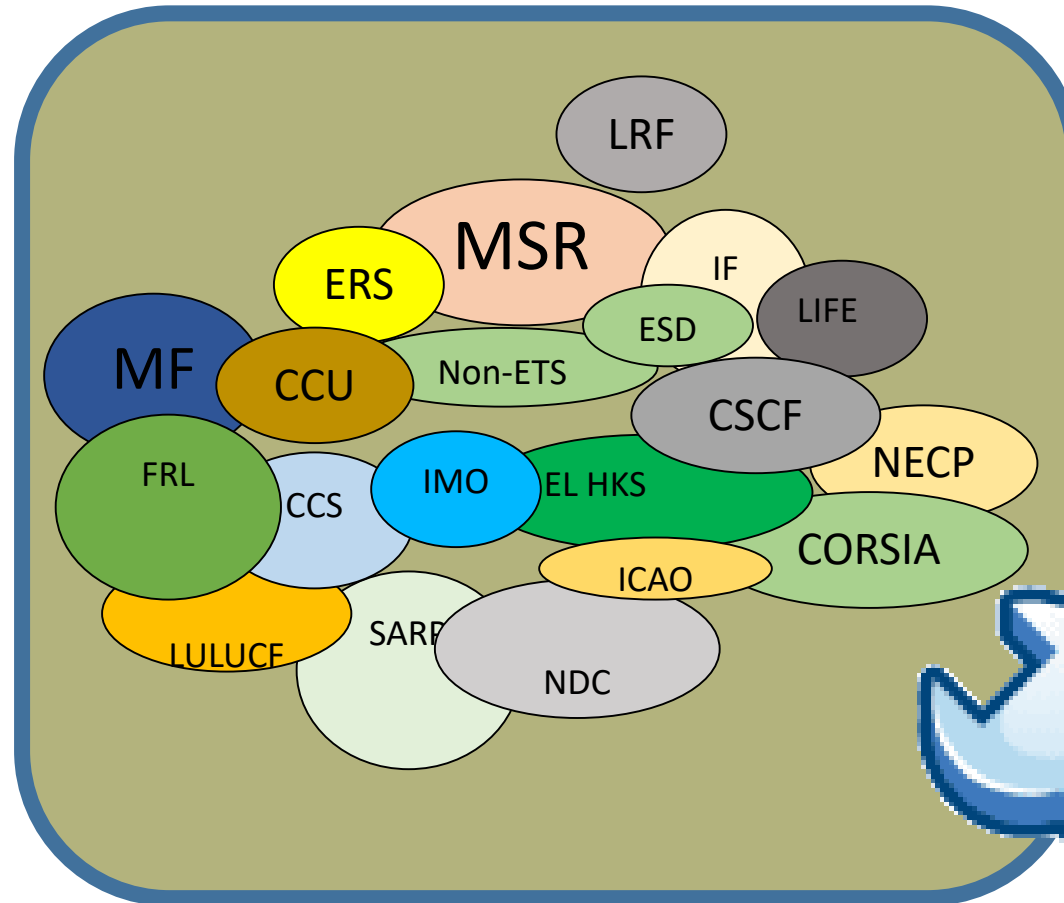 LRF
MSR
IF
ERS
LIFE
ESD
MF
Non-ETS
CCU
CSCF
NECP
FRL
IMO
EL HKS
CCS
CORSIA
ICAO
SARP
LULUCF
NDC